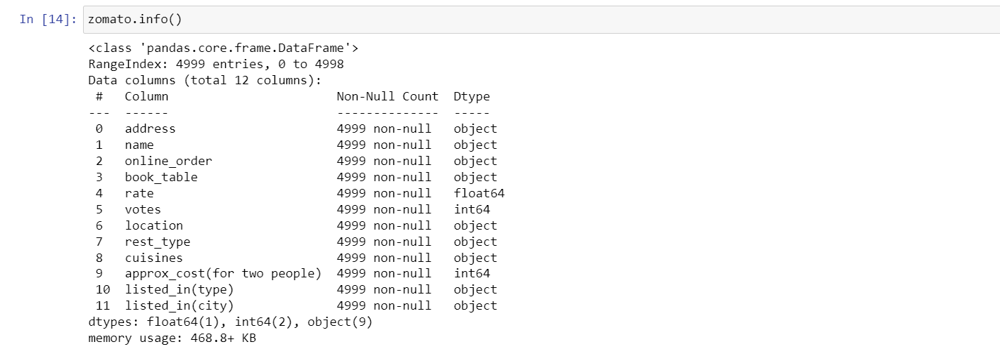 In [14]: zomato.info()
<class 'pandas.core.frame.DataFrame'>
RangeIndex: 4999 entries, 0 to 4998
Data columns (total 12 columns):
 #   Column                       Non-Null Count  Dtype
---  ------                       --------------  -----
 0   address                      4999 non-null   object
 1   name                         4999 non-null   object
 2   online_order                 4999 non-null   object
 3   book_table                   4999 non-null   object
 4   rate                         4999 non-null   float64
 5   votes                        4999 non-null   int64
 6   location                     4999 non-null   object
 7   rest_type                    4999 non-null   object
 8   cuisines                     4999 non-null   object
 9   approx_cost(for two people)  4999 non-null   int64
 10  listed_in(type)              4999 non-null   object
 11  listed_in(city)              4999 non-null   object
dtypes: float64(1), int64(2), object(9)
memory usage: 468.8+ KB